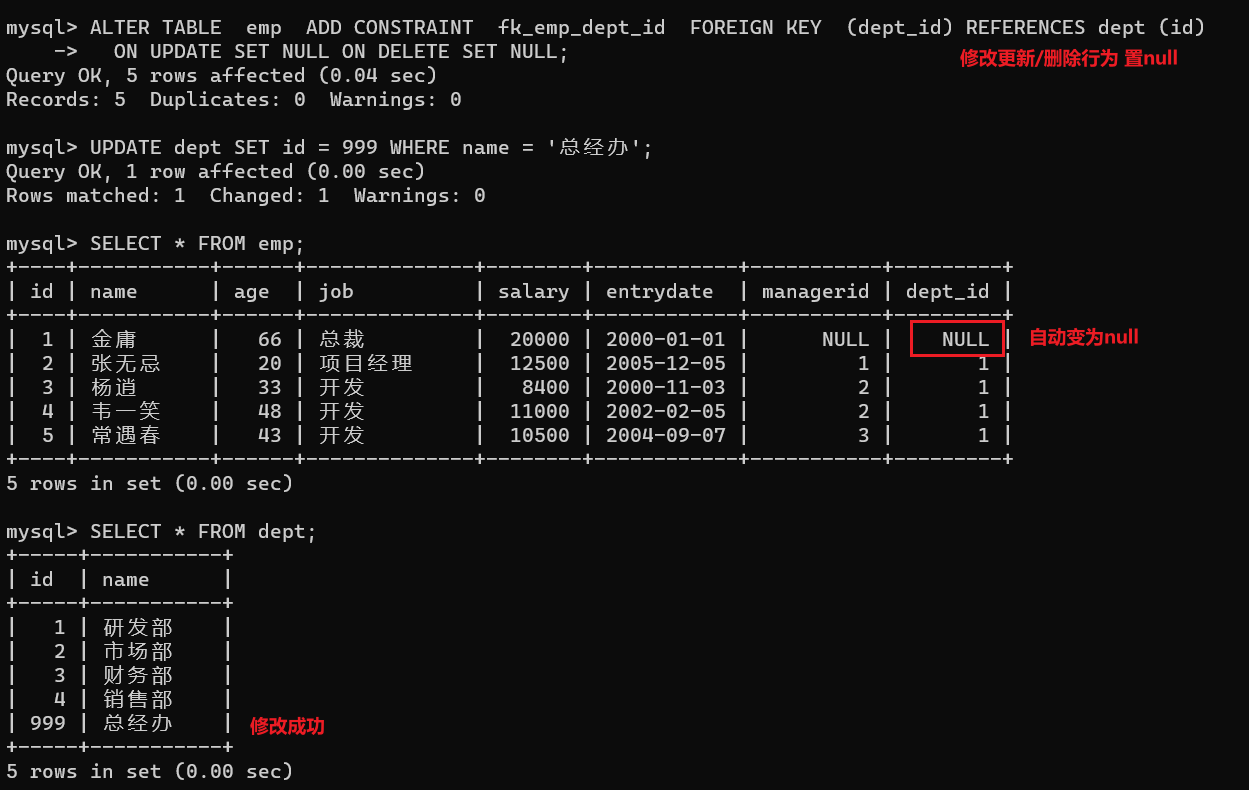 mysql> ALTER TABLE  emp  ADD CONSTRAINT  fk_emp_dept_id  FOREIGN KEY  (dept_id) REFERENCES dept (id)
    ->   ON UPDATE SET NULL ON DELETE SET NULL;
修改更新/删除行为 置null
Query OK, 5 rows affected (0.04 sec)
Records: 5  Duplicates: 0  Warnings: 0
mysql> UPDATE dept SET id = 999 WHERE name = '总经办';
Query OK, 1 row affected (0.00 sec)
Rows matched: 1  Changed: 1  Warnings: 0
mysql> SELECT * FROM emp;
+----+-----------+------+--------------+--------+------------+-----------+---------+
| id | name      | age  | job          | salary | entrydate  | managerid | dept_id |
+----+-----------+------+--------------+--------+------------+-----------+---------+
|  1 | 金庸      |   66 | 总裁         |  20000 | 2000-01-01 |      NULL |    NULL | 自动变为null
|  2 | 张无忌    |   20 | 项目经理     |  12500 | 2005-12-05 |         1 |       1 |
|  3 | 杨逍      |   33 | 开发         |   8400 | 2000-11-03 |         2 |       1 |
|  4 | 韦一笑    |   48 | 开发         |  11000 | 2002-02-05 |         2 |       1 |
|  5 | 常遇春    |   43 | 开发         |  10500 | 2004-09-07 |         3 |       1 |
+----+-----------+------+--------------+--------+------------+-----------+---------+
5 rows in set (0.00 sec)
mysql> SELECT * FROM dept;
+-----+-----------+
| id  | name      |
+-----+-----------+
|   1 | 研发部    |
|   2 | 市场部    |
|   3 | 财务部    |
|   4 | 销售部    |
| 999 | 总经办    | 修改成功
+-----+-----------+
5 rows in set (0.00 sec)